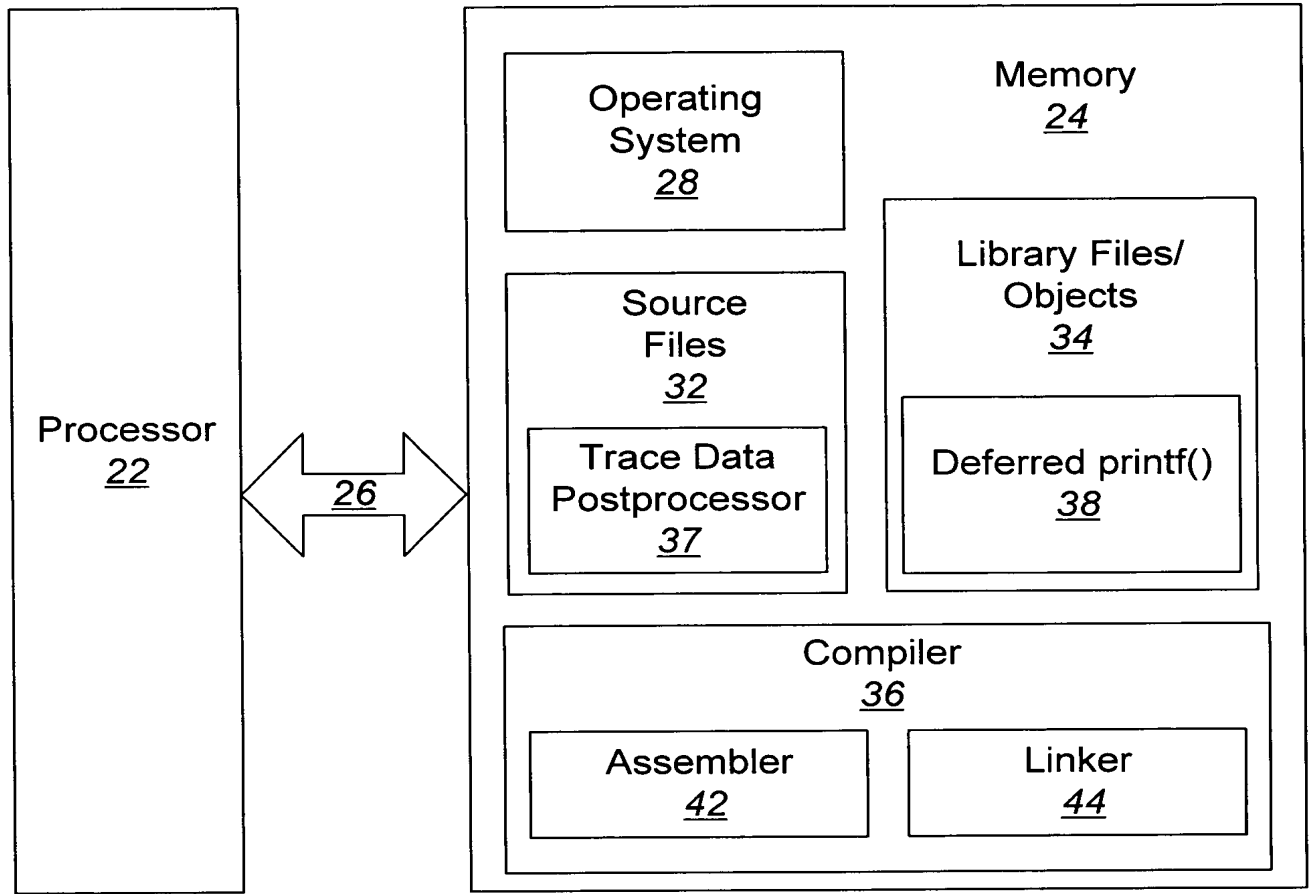 Processor
22
26
Memory
24
Operating
System
28
Source
Files
32
Trace Data
Postprocessor
37
Library Files/
Objects
34
Deferred printf()
38
Compiler
36
Assembler
42
Linker
44